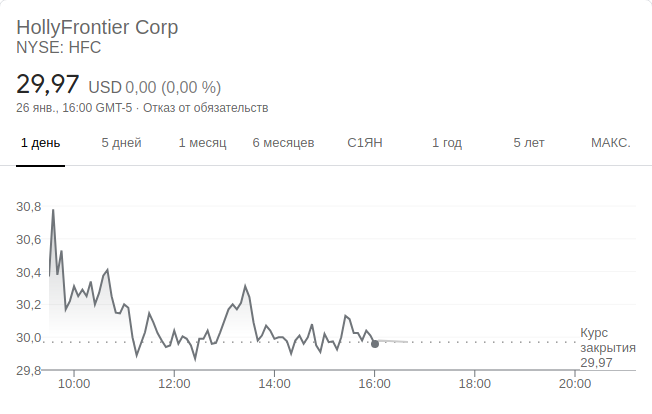 HollyFrontier Corp
NYSE: HFC
29,97 USD 0,00 (0,00 %)
26 янв., 16:00 GMT-5 · Отказ от обязательств
1 день 5 дней 1 месяц 6 месяцев С1ЯН 1 год 5 лет МАКС.
30,8
30,6
30,4
30,2
30,0
29,8
Курс
закрытия
29,97
10:00 12:00 14:00 16:00 18:00 20:00